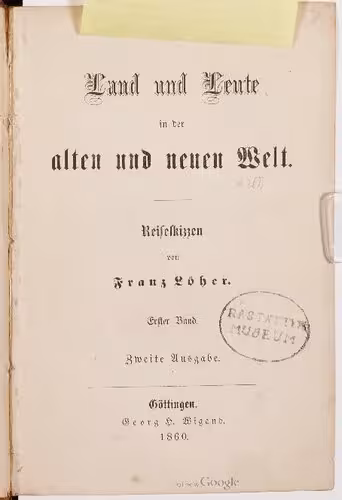 Land und Leute
in der
alten und neuen Welt.
Reiseskizzen
von
Franz Löher.
Erster Band.
Zweite Ausgabe.
RASTATTER
MUSEUM
Göttingen.
Georg H. Wigand.
1860.
Google